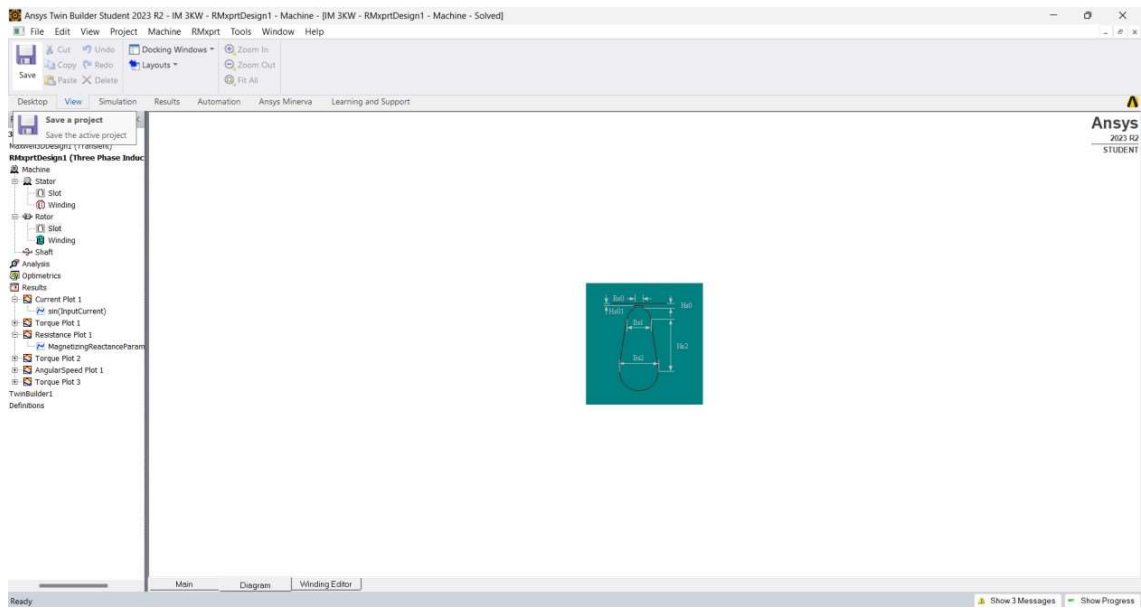 Ansys Twin Builder Student 2023 R2 - IM 3KW - RMxprtDesign1 - Machine - [IM 3KW - RMxprtDesign1 - Machine - Solved]
File Edit View Project Machine RMxprt Tools Window Help
Save
Cut Undo
Copy Redo
Paste Delete
Docking Windows
Layouts
Zoom In
Zoom Out
Fit All
Desktop View Simulation Results Automation Ansys Minerva Learning and Support
Save a project
Save the active project
Ansys
2023 R2
STUDENT
Maxwell3DDesign1 (Transient)
RMxprtDesign1 (Three Phase Induc
Machine
Stator
Slot
Winding
Rotor
Slot
Winding
Shaft
Analysis
Optimetrics
Results
Current Plot 1
sin(InputCurrent)
Torque Plot 1
Resistance Plot 1
MagnetizingReactanceParam
Torque Plot 2
AngularSpeed Plot 1
Torque Plot 3
TwinBuilder1
Definitions
Bs0
Hs0
Hs01
Bs1
Hs2
Bs2
Main Diagram Winding Editor
Ready
Show 3 Messages Show Progress